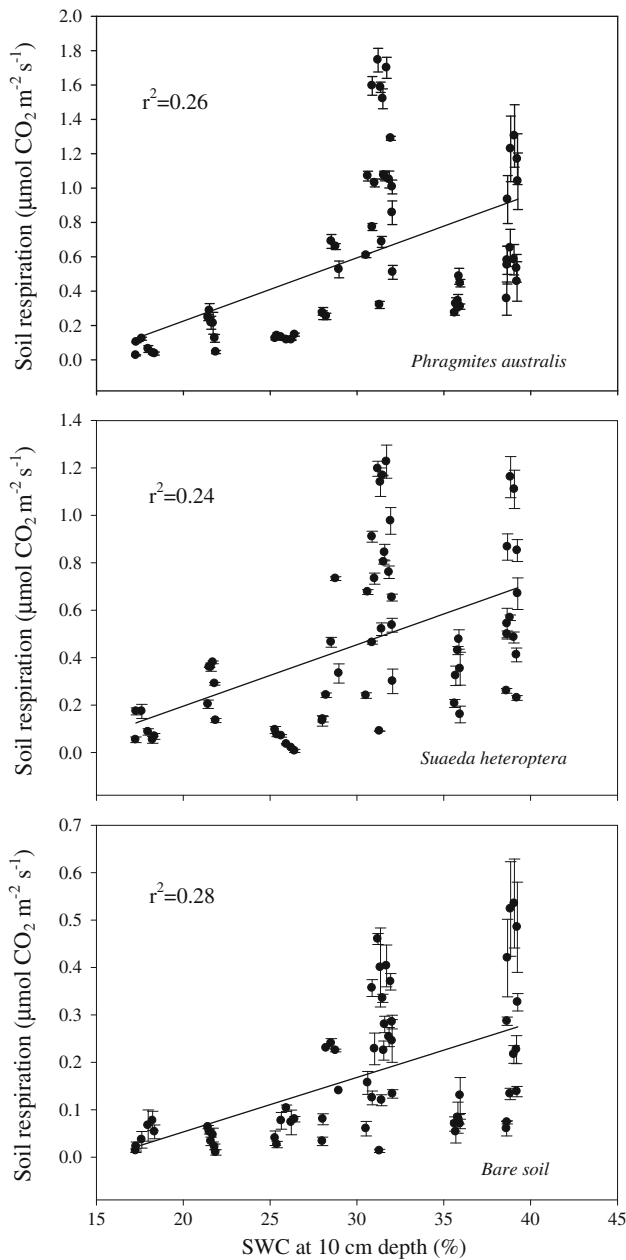 2.0
1.8
1.6
1.4
1.2
1.0
0.8
0.6
0.4
0.2
0.0
Soil respiration (µmol CO₂ m⁻² s⁻¹)
r²=0.26
Phragmites australis
1.4
1.2
1.0
0.8
0.6
0.4
0.2
0.0
Soil respiration (µmol CO₂ m⁻² s⁻¹)
r²=0.24
Suaeda heteroptera
0.7
0.6
0.5
0.4
0.3
0.2
0.1
0.0
Soil respiration (µmol CO₂ m⁻² s⁻¹)
r²=0.28
Bare soil
15 20 25 30 35 40 45
SWC at 10 cm depth (%)